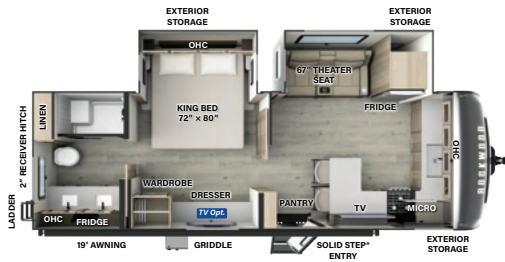 EXTERIOR
STORAGE
EXTERIOR
STORAGE
OHC
67" THEATER
SEAT
KING BED
72" x 80"
FRIDGE
LINEN
2" RECEIVER HITCH
OHC
ROCKWOOD
WARDROBE
DRESSER
TV Opt.
PANTRY
TV
MICRO
LADDER
OHC
FRIDGE
19' AWNING
GRIDDLE
SOLID STEP®
ENTRY
EXTERIOR
STORAGE